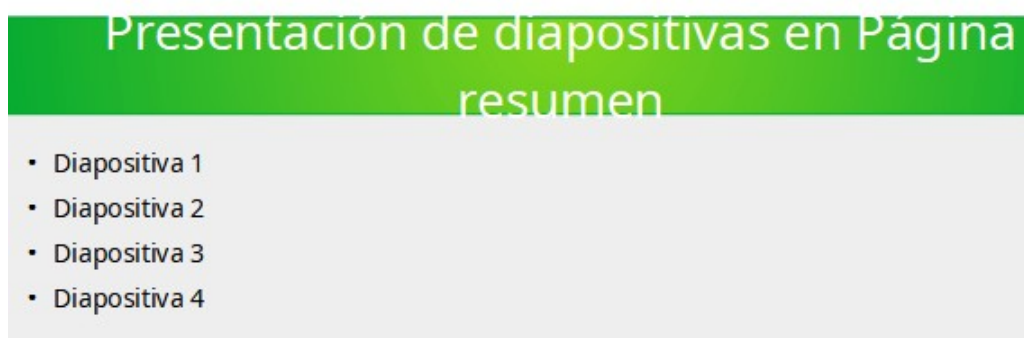 Presentación de diapositivas en Página
resumen
• Diapositiva 1
• Diapositiva 2
• Diapositiva 3
• Diapositiva 4